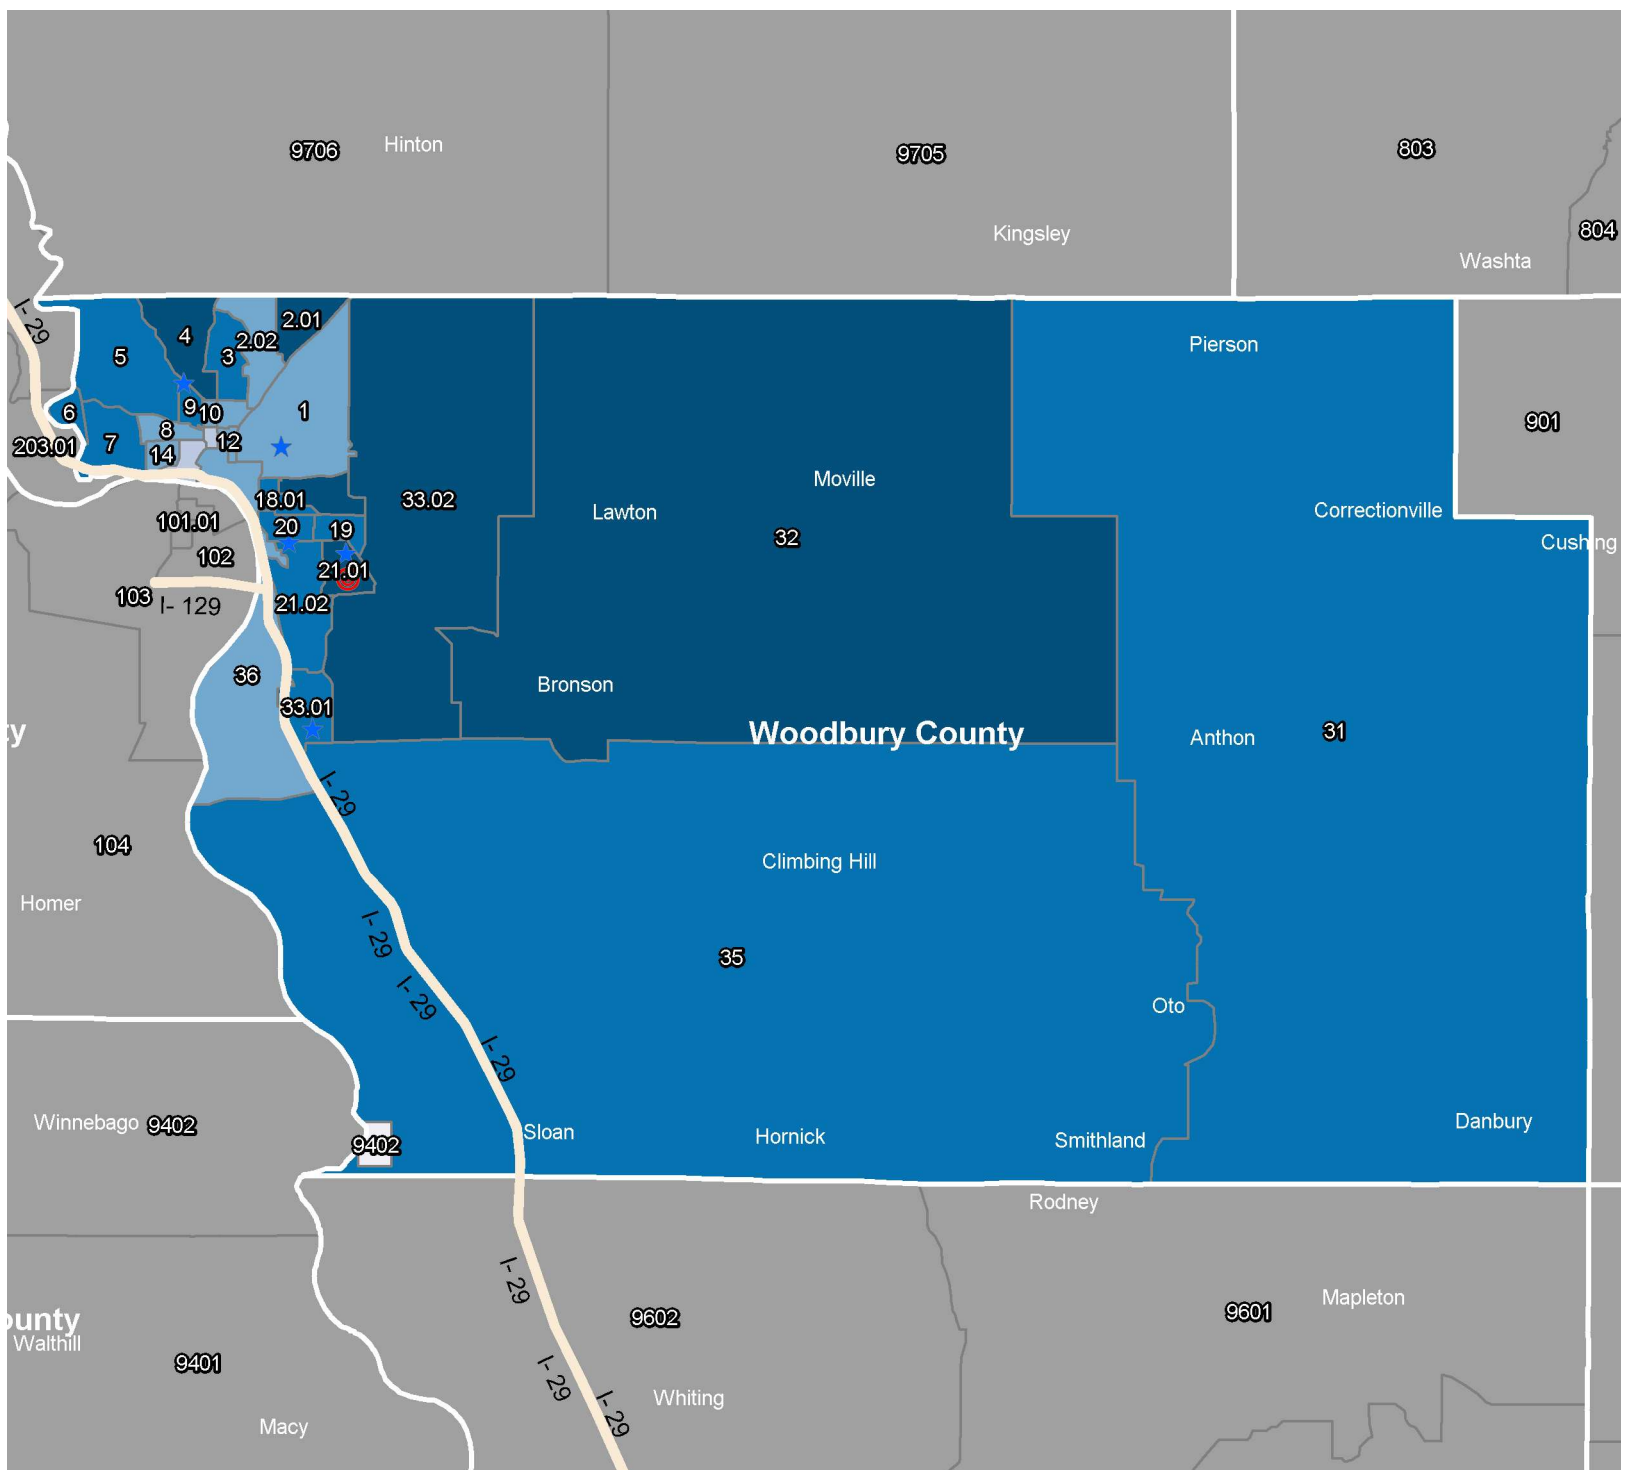 9706
Hinton
9705
803
Kingsley
804
Washta
I- 29
2.01
4
2.02
3
5
Pierson
6
9
10
1
901
203.01
7
8
12
14
Moville
18.01
33.02
Lawton
Correctionville
101.01
20
19
32
Cushing
102
21.01
103
I- 129
21.02
36
Bronson
33.01
ty
Woodbury County
Anthon
31
I- 29
104
Climbing Hill
Homer
I- 29
35
I- 29
Oto
I- 29
Winnebago
9402
9402
Sloan
Hornick
Smithland
Danbury
Rodney
I- 29
9602
Mapleton
9601
ounty
Walthill
9401
I- 29
Whiting
I- 29
Macy